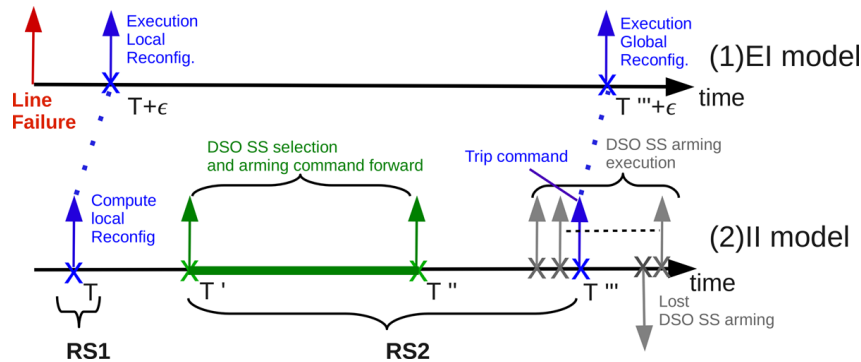 Execution
Local
Reconfig.
Execution
Global
Reconfig.
(1)EI model
Line
Failure
T+ϵ
T '''+ϵ
time
DSO SS selection
and arming command forward
Trip command
DSO SS arming
execution
Compute
local
Reconfig
(2)II model
T
T '
T ''
T '''
time
Lost
DSO SS arming
RS1
RS2